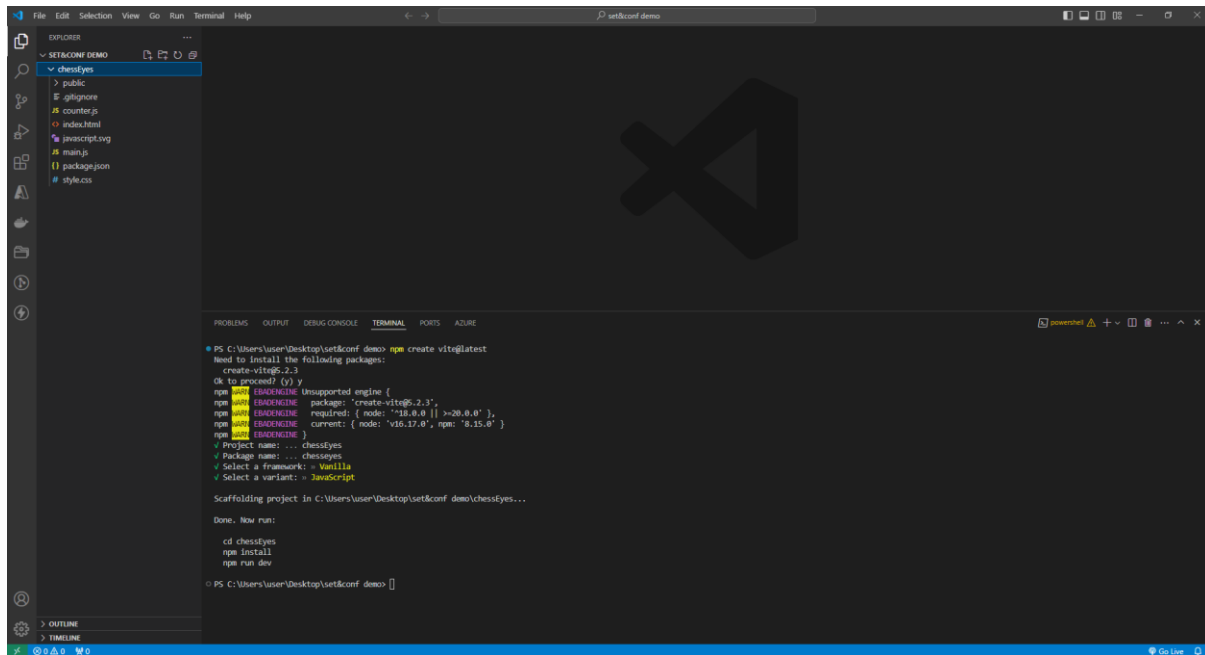 File Edit Selection View Go Run Terminal Help
set&conf demo
EXPLORER
SET&CONF DEMO
chessEyes
public
.gitignore
JS counter.js
<> index.html
javascript.svg
JS main.js
{} package.json
# style.css
OUTLINE
TIMELINE
PROBLEMS OUTPUT DEBUG CONSOLE TERMINAL PORTS AZURE
powershell
PS C:\Users\user\Desktop\set&conf demo> npm create vite@latest
Need to install the following packages:
create-vite@5.2.3
Ok to proceed? (y) y
npm WARN EBADENGINE Unsupported engine {
npm WARN EBADENGINE   package: 'create-vite@5.2.3',
npm WARN EBADENGINE   required: { node: '^18.0.0 || >=20.0.0' },
npm WARN EBADENGINE   current: { node: 'v16.17.0', npm: '8.15.0' }
npm WARN EBADENGINE }
√ Project name: ... chessEyes
√ Package name: ... chesseyes
√ Select a framework: » Vanilla
√ Select a variant: » JavaScript
Scaffolding project in C:\Users\user\Desktop\set&conf demo\chessEyes...
Done. Now run:
cd chessEyes
npm install
npm run dev
PS C:\Users\user\Desktop\set&conf demo>
0 0 0 Go Live